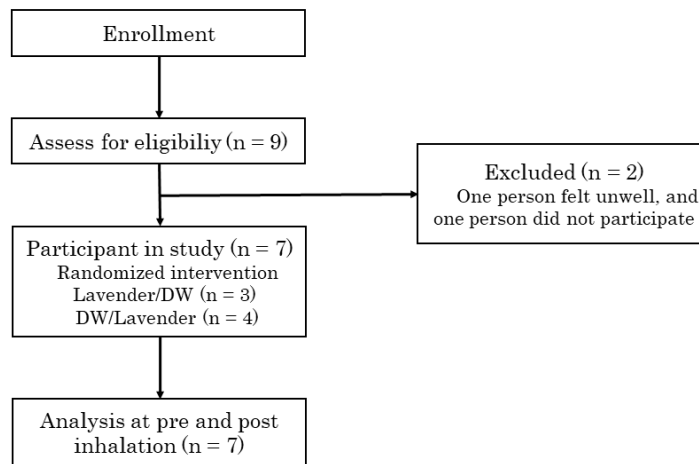 Enrollment
Assess for eligibiliy (n = 9)
Excluded (n = 2)
One person felt unwell, and
one person did not participate
Participant in study (n = 7)
Randomized intervention
Lavender/DW (n = 3)
DW/Lavender (n = 4)
Analysis at pre and post
inhalation (n = 7)